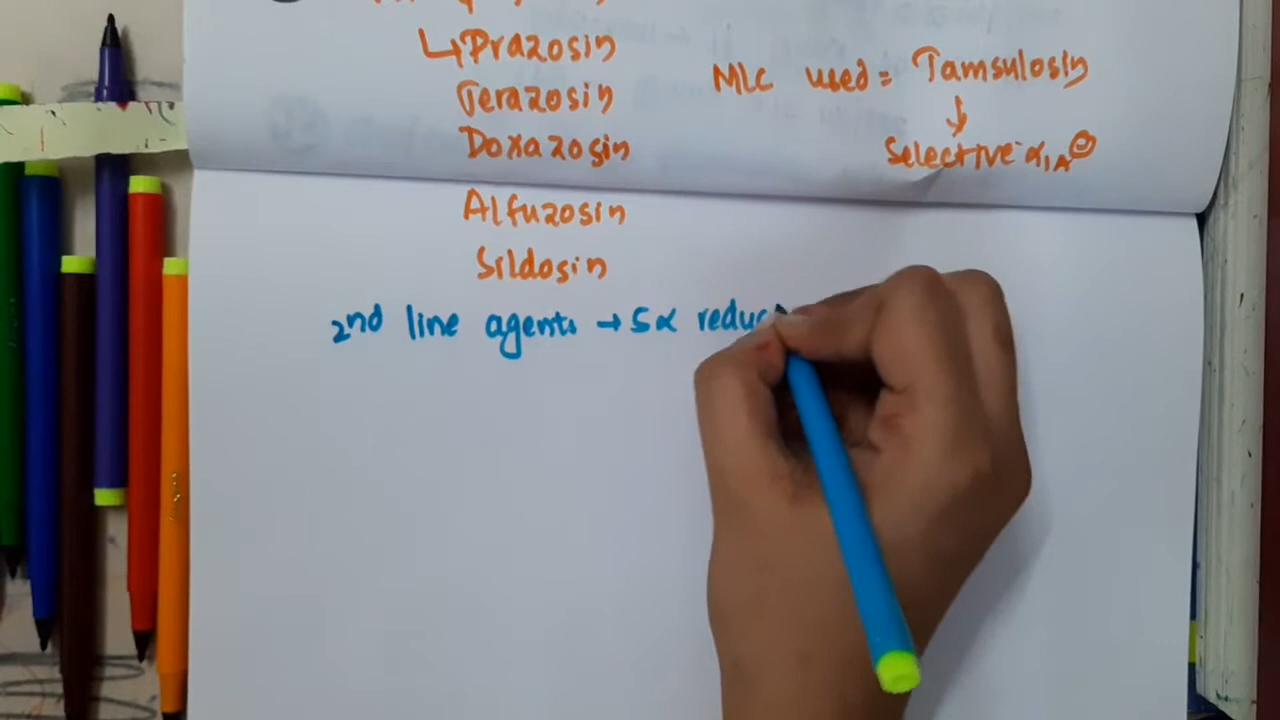 Prazosin
Terazosin
Doxazosin
Alfuzosin
Sildosin
MLC used = Tamsulosin
↓
Selective α1A ⊖
2nd line agents → 5α reduc